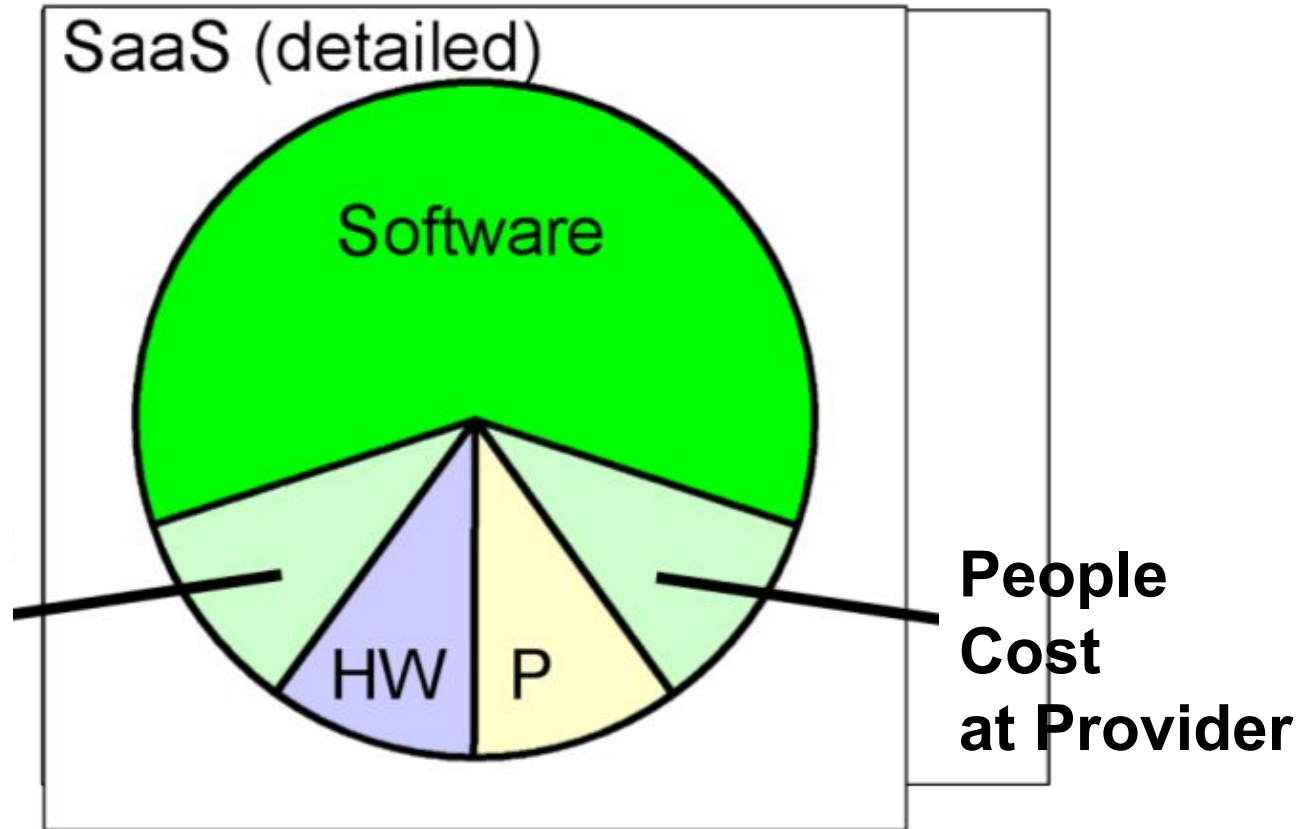 SaaS (detailed)
Software
HW
P
People
Cost
at Provider